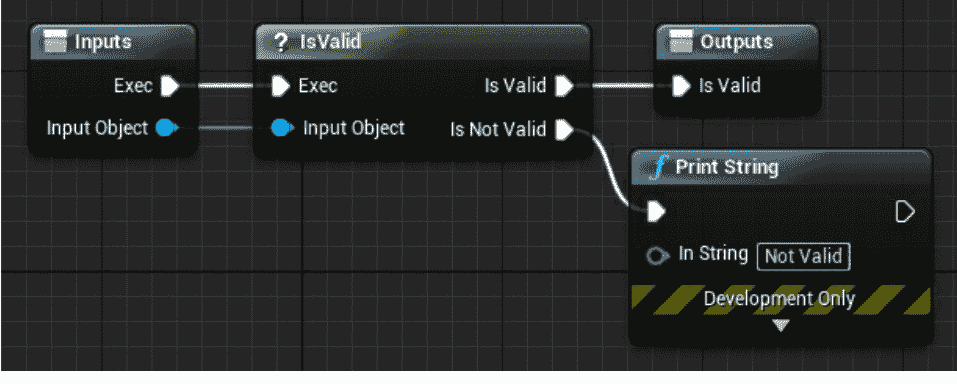 Inputs
Exec
Input Object
? IsValid
Exec
Is Valid
Input Object
Is Not Valid
Outputs
Is Valid
f Print String
In String Not Valid
Development Only